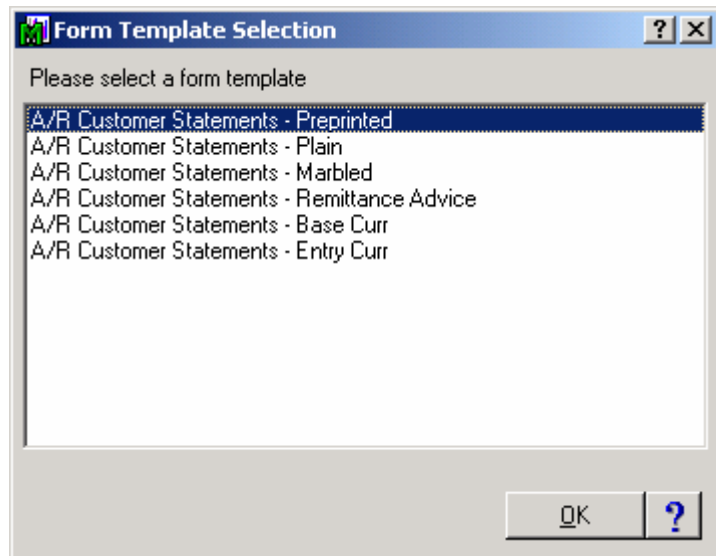 Form Template Selection
Please select a form template
A/R Customer Statements - Preprinted
A/R Customer Statements - Plain
A/R Customer Statements - Marbled
A/R Customer Statements - Remittance Advice
A/R Customer Statements - Base Curr
A/R Customer Statements - Entry Curr
OK